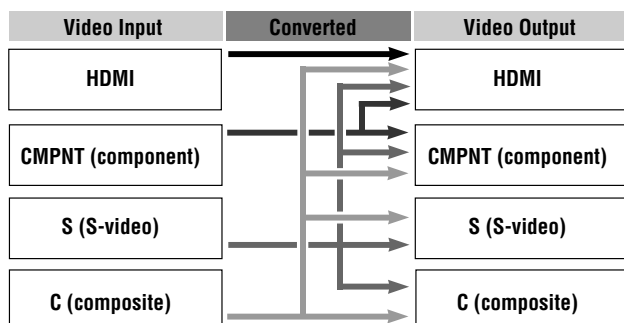 Video Input Converted Video Output
HDMI HDMI
CMPNT (component) CMPNT (component)
S (S-video) S (S-video)
C (composite) C (composite)